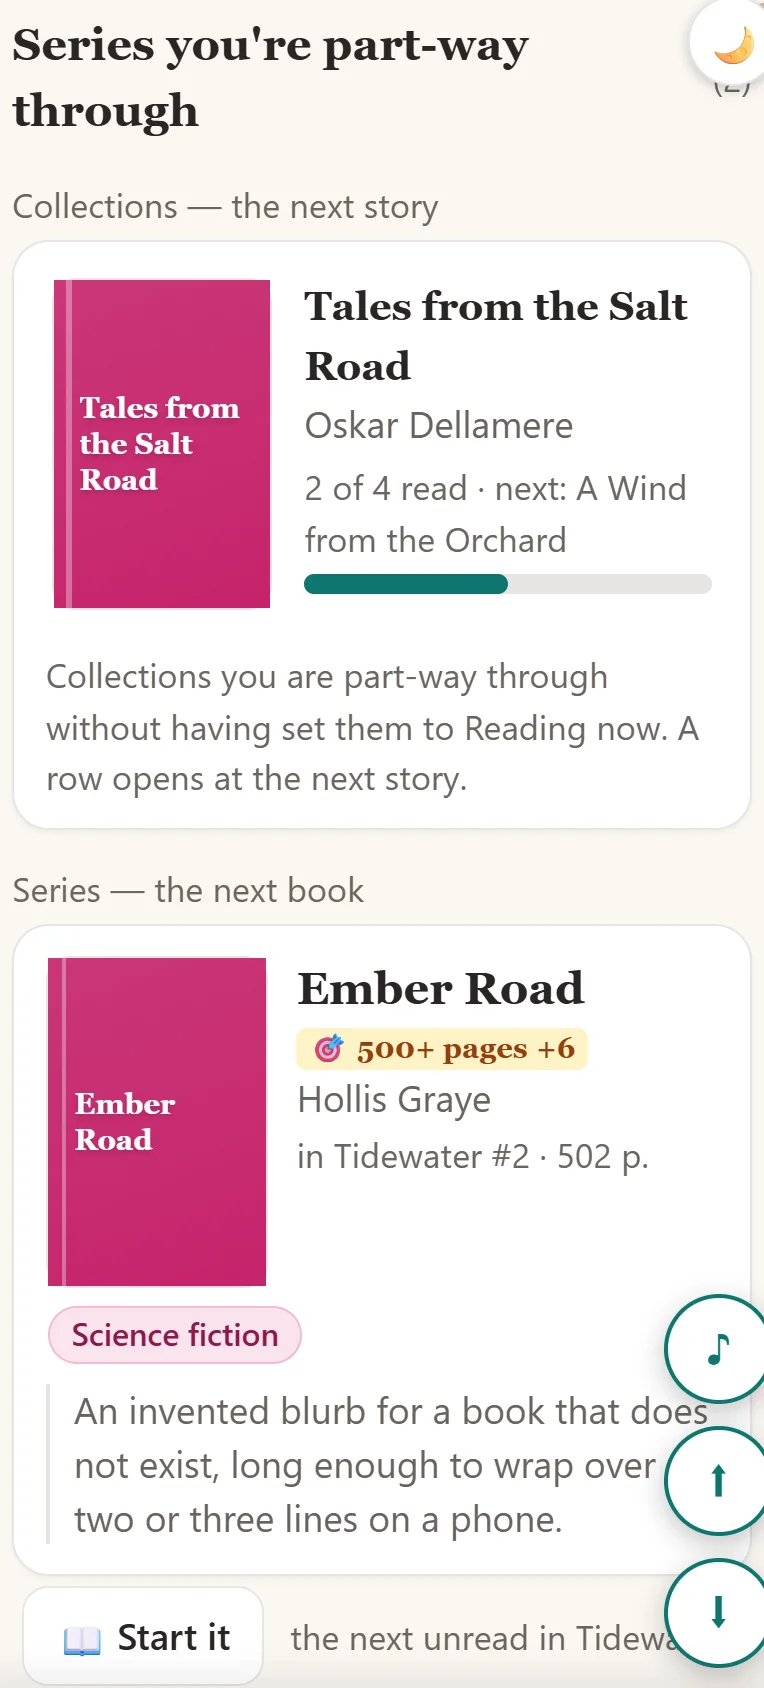 Series you're part-way
through
(2)
Collections — the next story
Tales from
the Salt
Road
Tales from the Salt
Road
Oskar Dellamere
2 of 4 read · next: A Wind
from the Orchard
Collections you are part-way through
without having set them to Reading now. A
row opens at the next story.
Series — the next book
Ember
Road
Ember Road
500+ pages +6
Hollis Graye
in Tidewater #2 · 502 p.
Science fiction
An invented blurb for a book that does
not exist, long enough to wrap over
two or three lines on a phone.
Start it
the next unread in